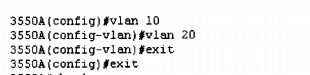 3550A(config)#vlan 10
3550A(config-vlan)#vlan 20
3550A(config-vlan)#exit
3550A(config)#exit